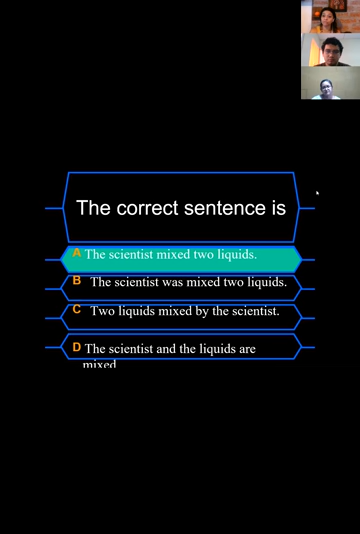 The correct sentence is
A The scientist mixed two liquids.
B The scientist was mixed two liquids.
C Two liquids mixed by the scientist.
D The scientist and the liquids are
mixed